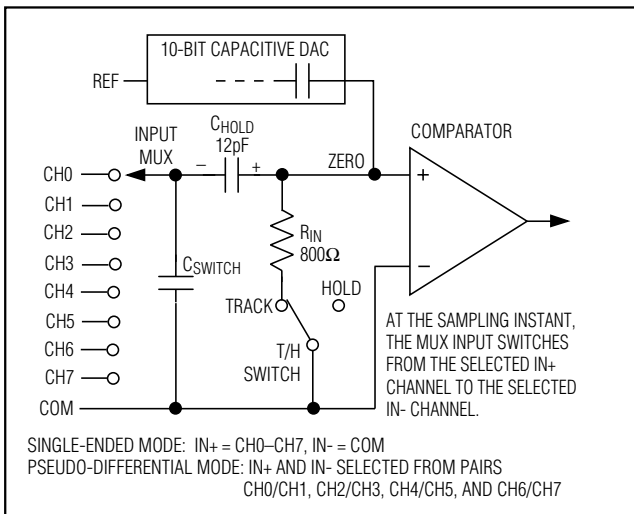 10-BIT CAPACITIVE DAC
REF
INPUT
MUX
CHOLD
12pF
– +
ZERO
COMPARATOR
+
–
CH0
CH1
CH2
CH3
CH4
CH5
CH6
CH7
COM
CSWITCH
RIN
800Ω
TRACK
HOLD
T/H
SWITCH
AT THE SAMPLING INSTANT,
THE MUX INPUT SWITCHES
FROM THE SELECTED IN+
CHANNEL TO THE SELECTED
IN- CHANNEL.
SINGLE-ENDED MODE: IN+ = CH0–CH7, IN- = COM
PSEUDO-DIFFERENTIAL MODE: IN+ AND IN- SELECTED FROM PAIRS
CH0/CH1, CH2/CH3, CH4/CH5, AND CH6/CH7